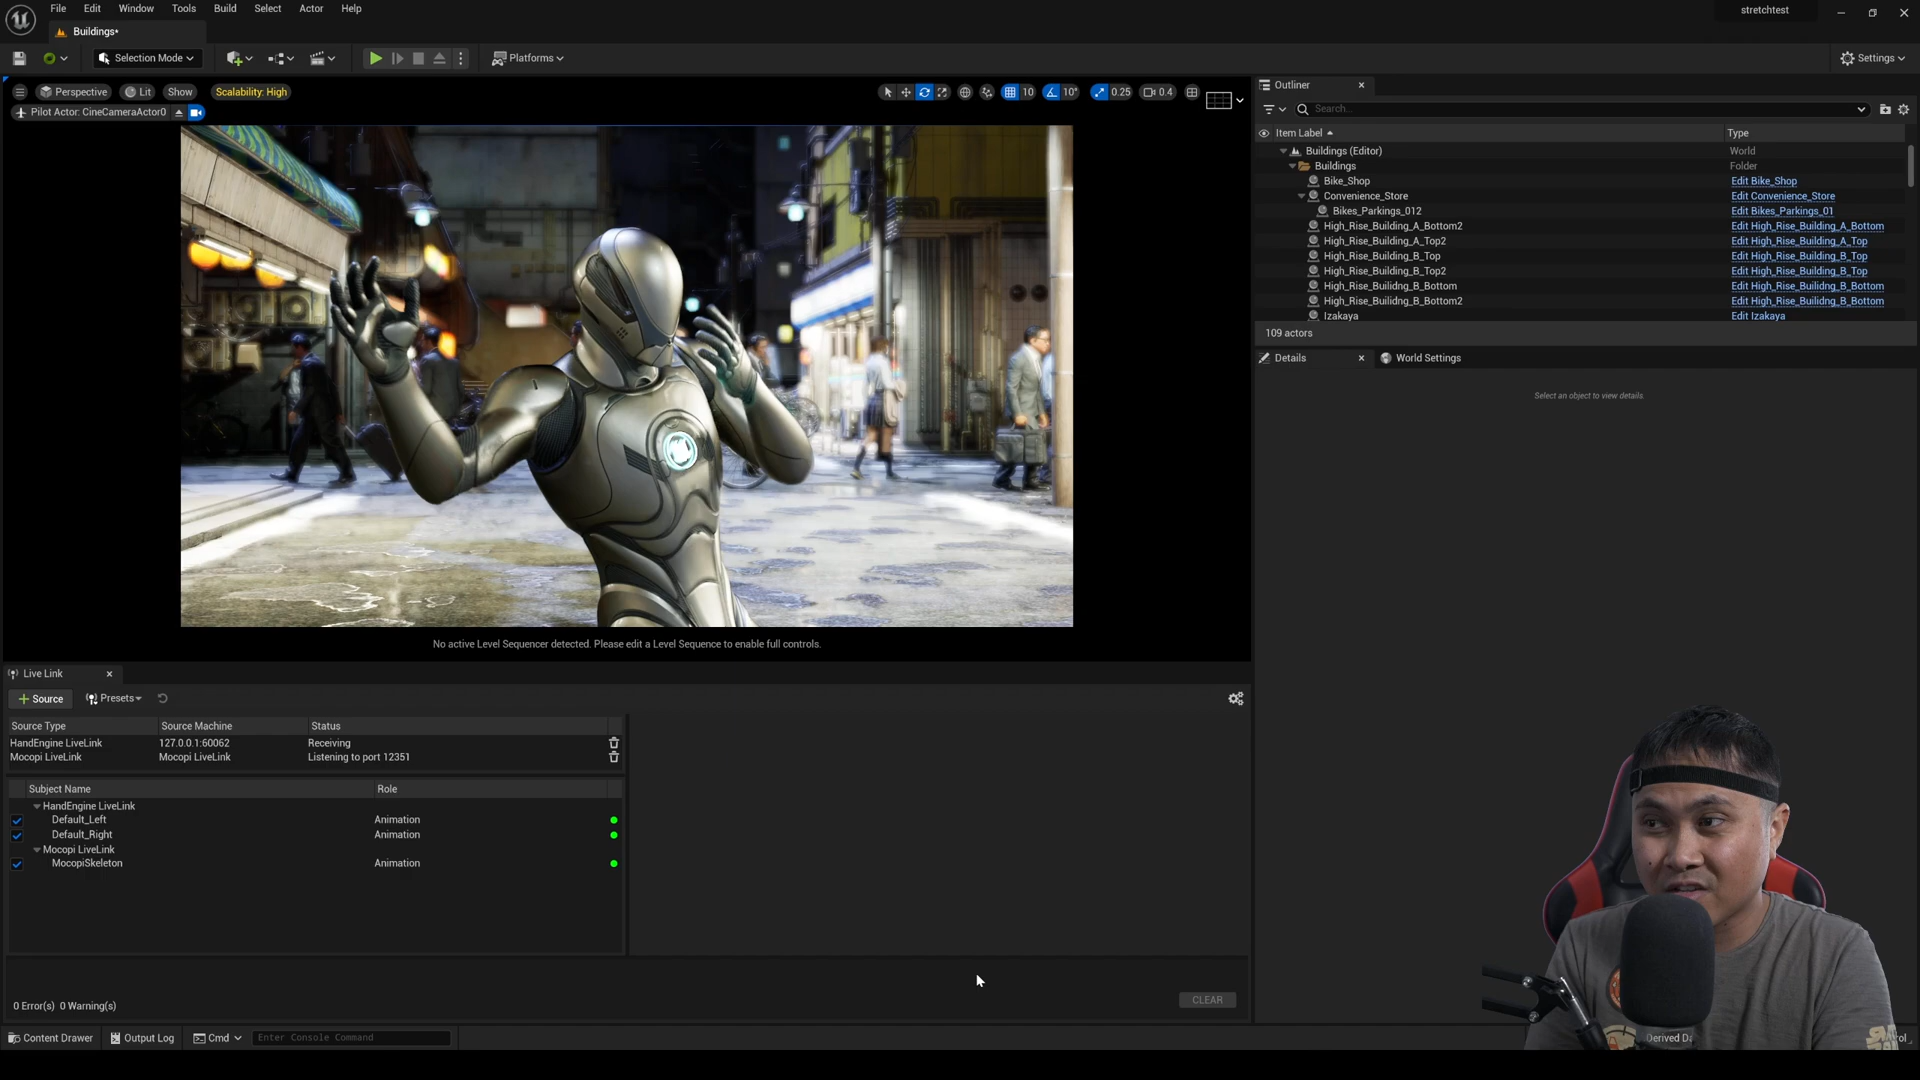 File Edit Window Tools Build Select Actor Help
stretchtest
Buildings*
Selection Mode
Platforms
Settings
Perspective Lit Show Scalability: High
10 10° 0.25 0.4
Pilot Actor: CineCameraActor0
No active Level Sequencer detected. Please edit a Level Sequence to enable full controls.
Outliner
Search...
Item Label Type
Buildings (Editor) World
Buildings Folder
Bike_Shop Edit Bike_Shop
Convenience_Store Edit Convenience_Store
Bikes_Parkings_012 Edit Bikes_Parkings_01
High_Rise_Building_A_Bottom2 Edit High_Rise_Building_A_Bottom
High_Rise_Building_A_Top2 Edit High_Rise_Building_A_Top
High_Rise_Building_B_Top Edit High_Rise_Building_B_Top
High_Rise_Building_B_Top2 Edit High_Rise_Building_B_Top
High_Rise_Builidng_B_Bottom Edit High_Rise_Builidng_B_Bottom
High_Rise_Builidng_B_Bottom2 Edit High_Rise_Builidng_B_Bottom
Izakaya Edit Izakaya
109 actors
Details World Settings
Select an object to view details.
Live Link
Source Presets
Source Type Source Machine Status
HandEngine LiveLink 127.0.0.1:60062 Receiving
Mocopi LiveLink Mocopi LiveLink Listening to port 12351
Subject Name Role
HandEngine LiveLink
Default_Left Animation
Default_Right Animation
Mocopi LiveLink
MocopiSkeleton Animation
0 Error(s) 0 Warning(s)
CLEAR
Content Drawer Output Log Cmd Enter Console Command